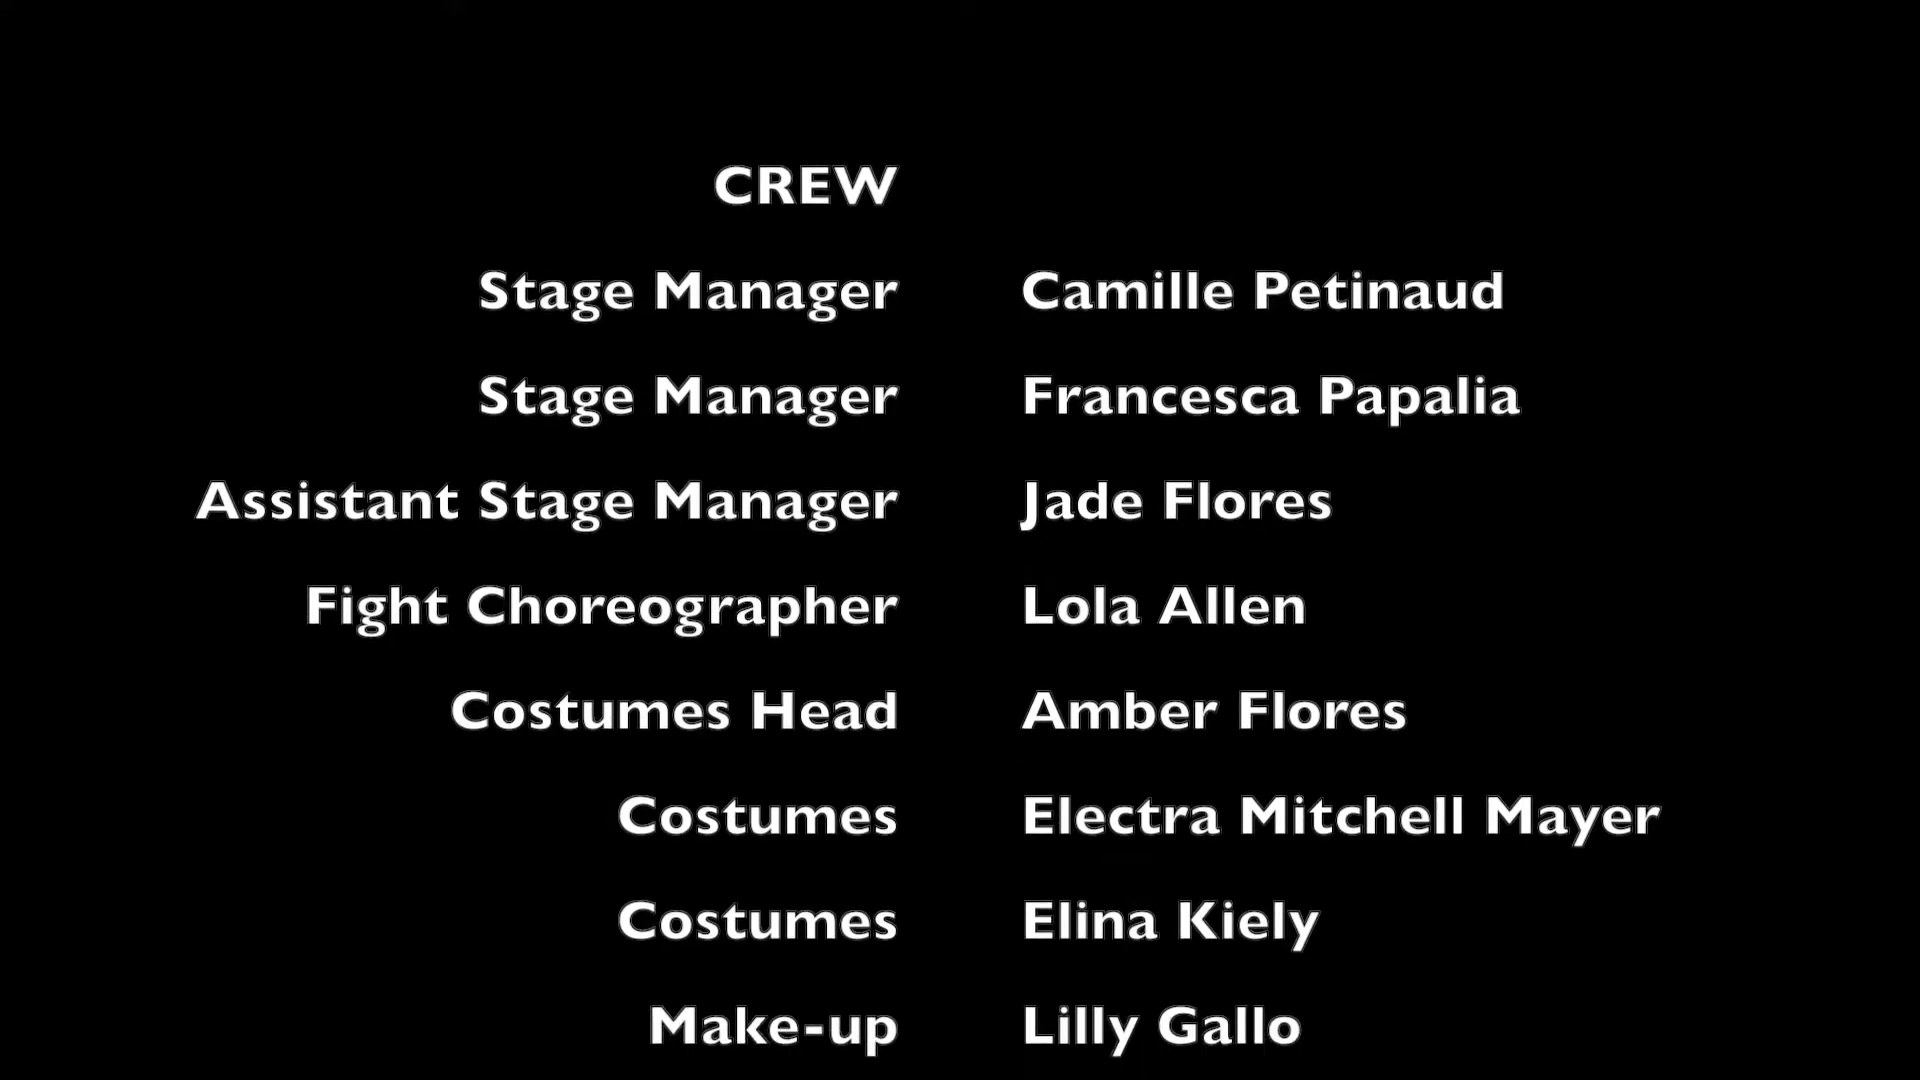 CREW
Stage Manager Camille Petinaud
Stage Manager Francesca Papalia
Assistant Stage Manager Jade Flores
Fight Choreographer Lola Allen
Costumes Head Amber Flores
Costumes Electra Mitchell Mayer
Costumes Elina Kiely
Make-up Lilly Gallo